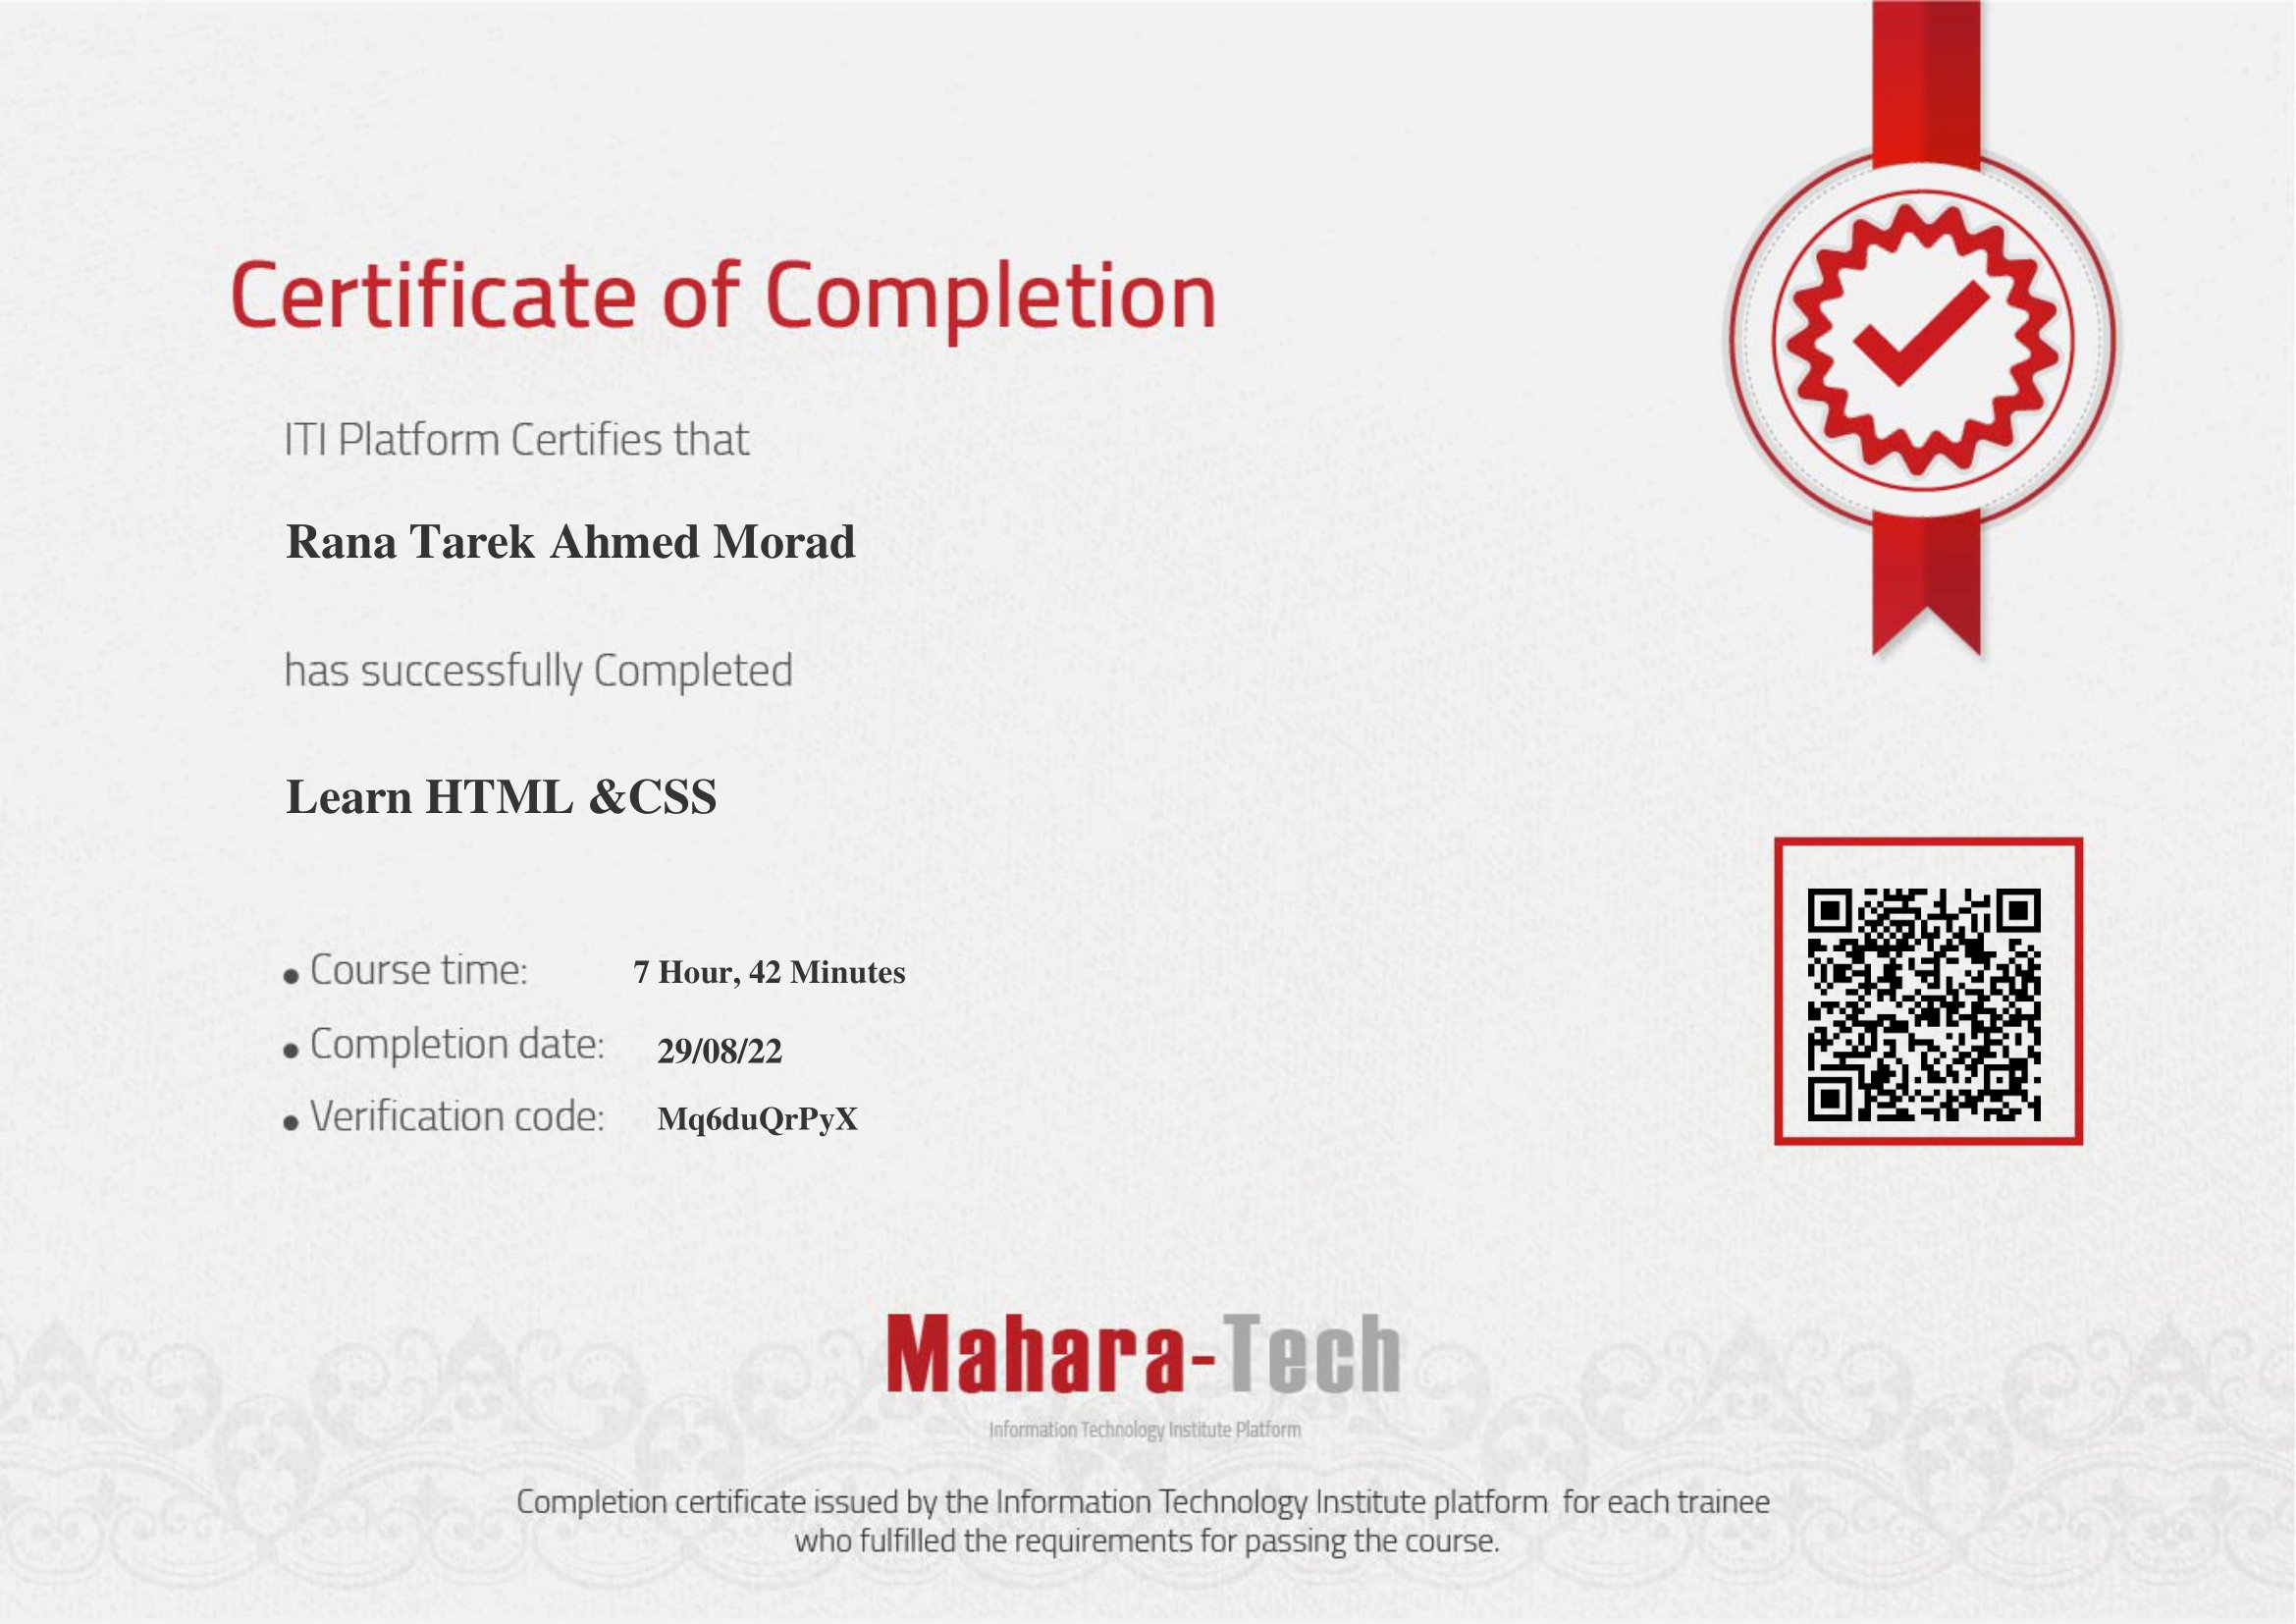 Certificate of Completion
ITI Platform Certifies that
Rana Tarek Ahmed Morad
has successfully Completed
Learn HTML &CSS
• Course time: 7 Hour, 42 Minutes
• Completion date: 29/08/22
• Verification code: Mq6duQrPyX
Mahara-Tech
Information Technology Institute Platform
Completion certificate issued by the Information Technology Institute platform for each trainee
who fulfilled the requirements for passing the course.